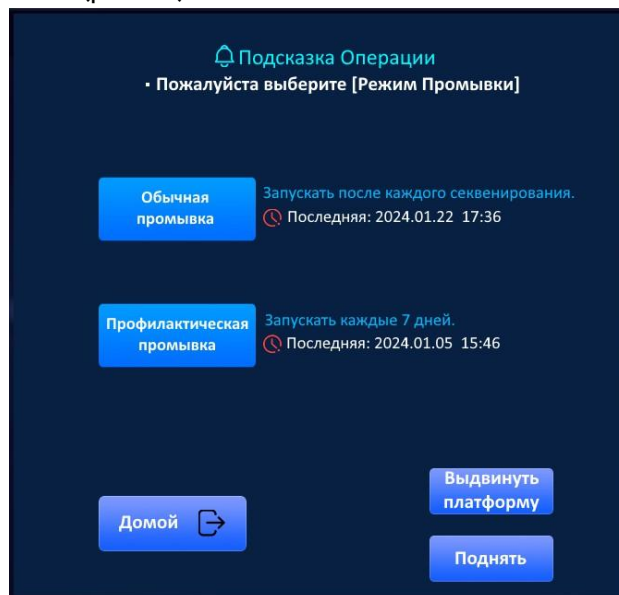 Подсказка Операции
· Пожалуйста выберите [Режим Промывки]
Обычная
промывка
Запускать после каждого секвенирования.
Последняя: 2024.01.22 17:36
Профилактическая
промывка
Запускать каждые 7 дней.
Последняя: 2024.01.05 15:46
Выдвинуть
платформу
Домой
Поднять